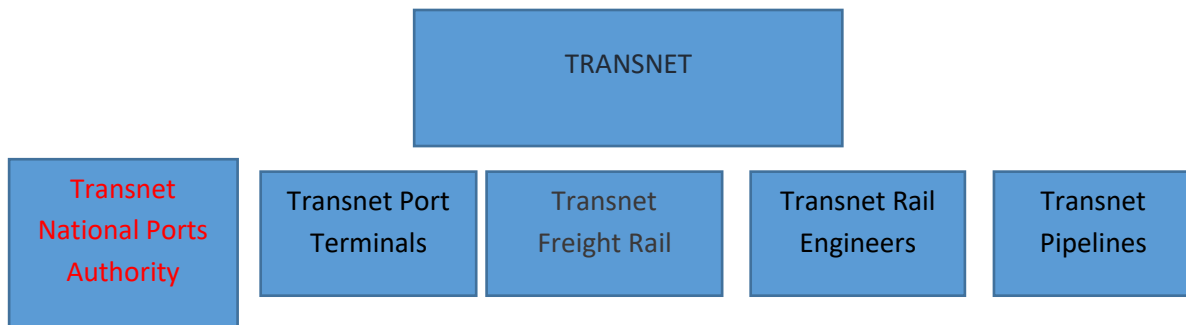 TRANSNET
Transnet
National Ports
Authority
Transnet Port
Terminals
Transnet
Freight Rail
Transnet Rail
Engineers
Transnet
Pipelines